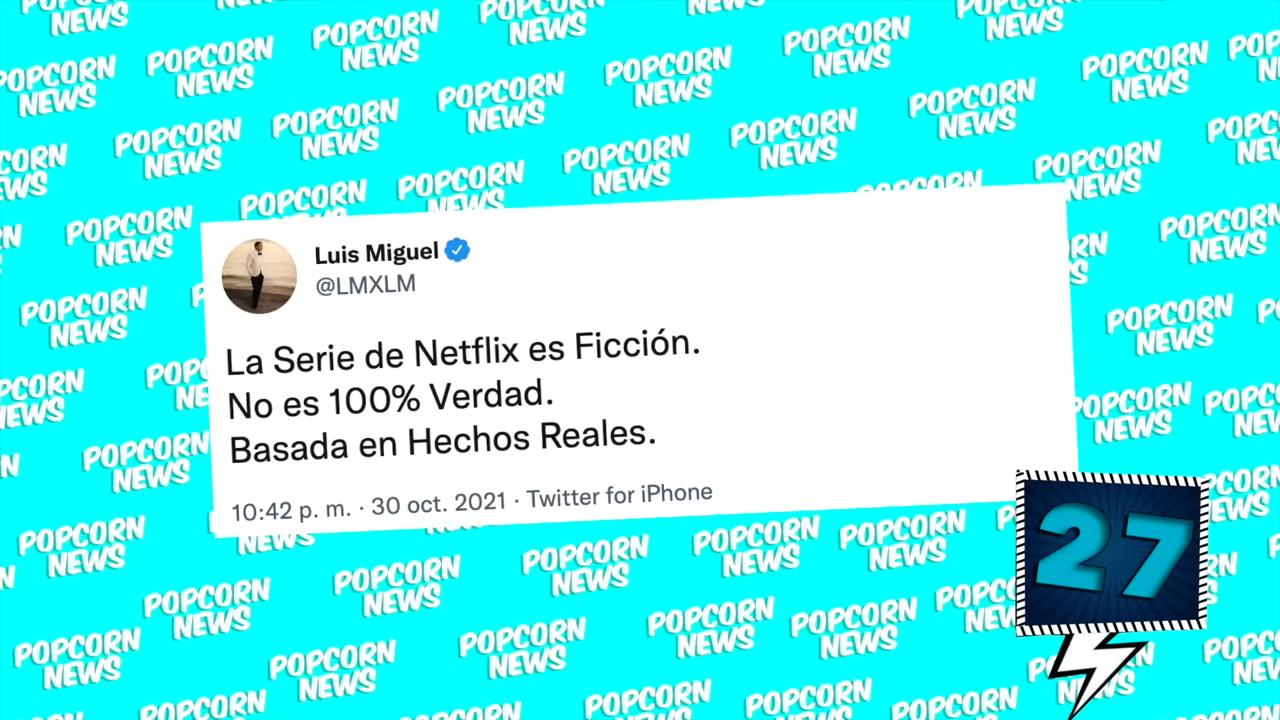 POPCORN NEWS
Luis Miguel
@LMXLM
La Serie de Netflix es Ficción.
No es 100% Verdad.
Basada en Hechos Reales.
10:42 p. m. · 30 oct. 2021 · Twitter for iPhone
27